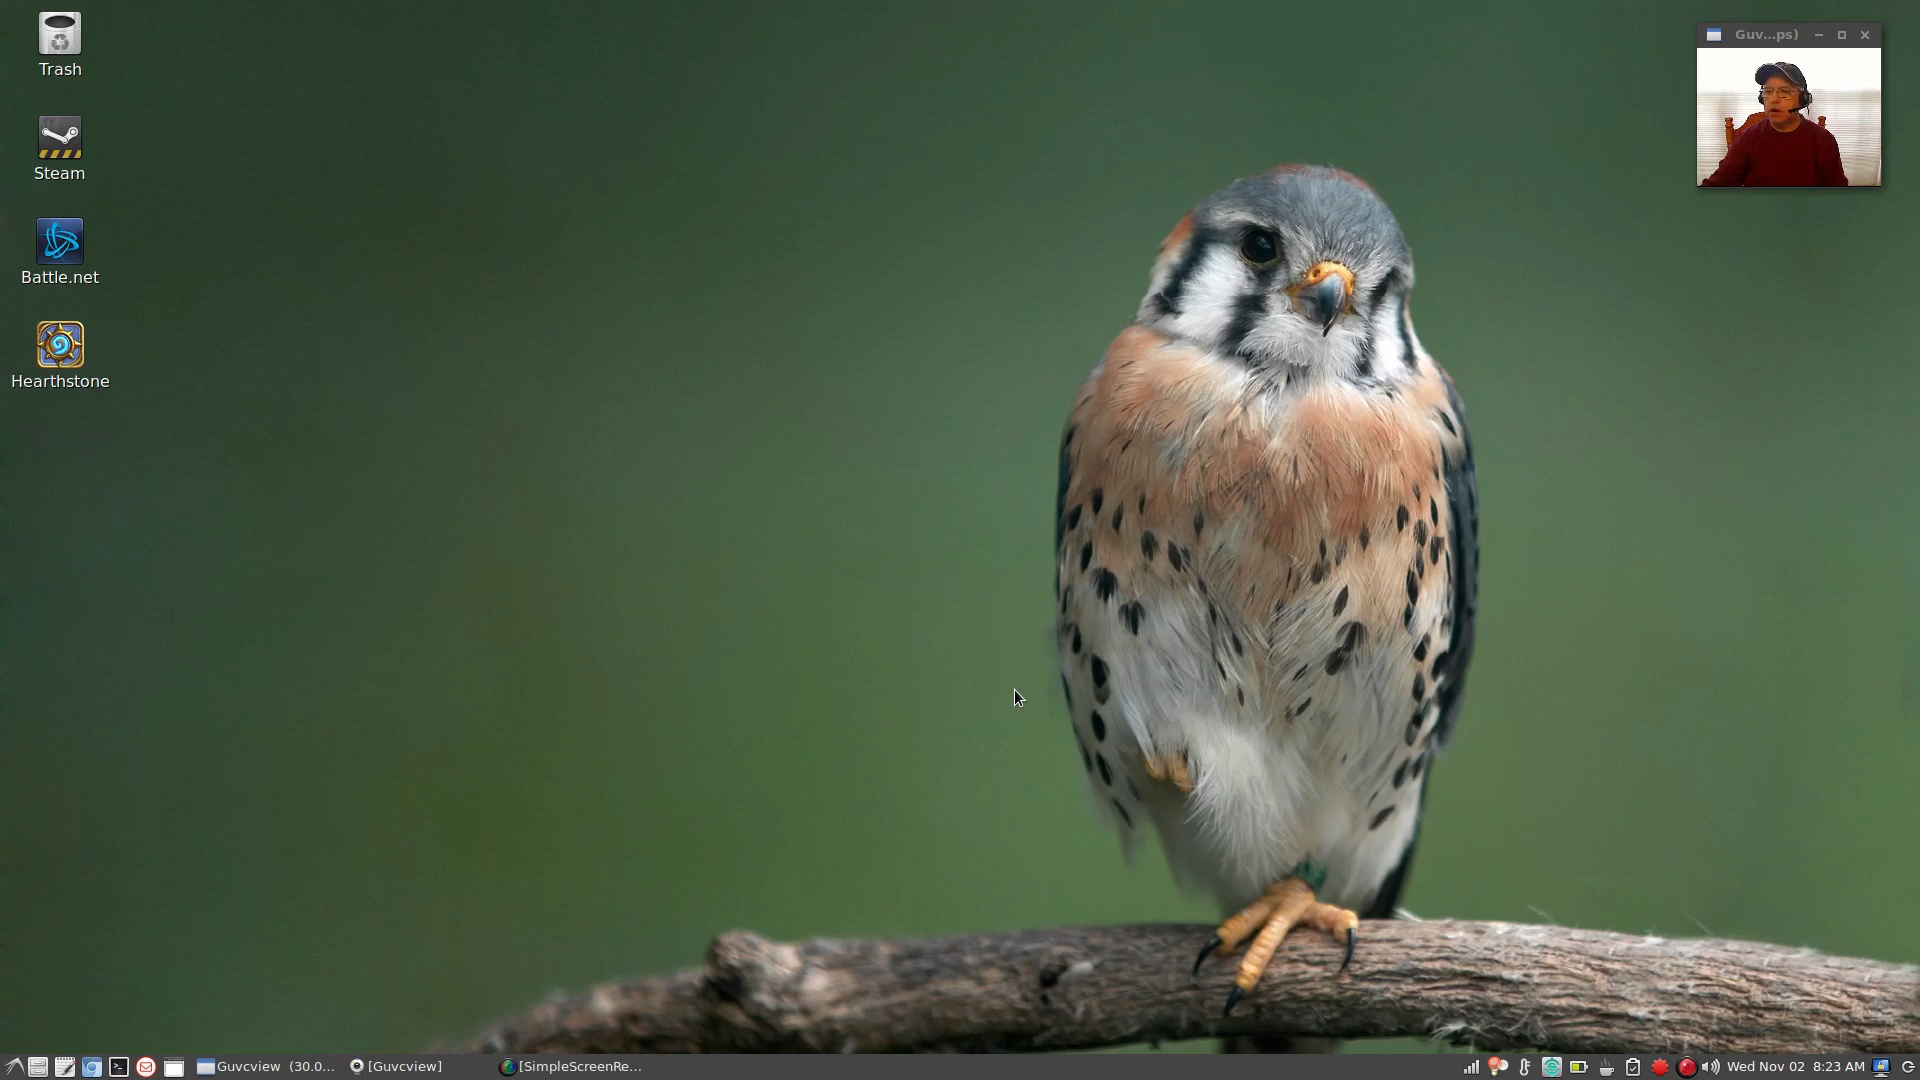 Trash
Steam
Battle.net
Hearthstone
Guv...ps)
Guvcview (30.0...
[Guvcview]
[SimpleScreenRe...
Wed Nov 02 8:23 AM